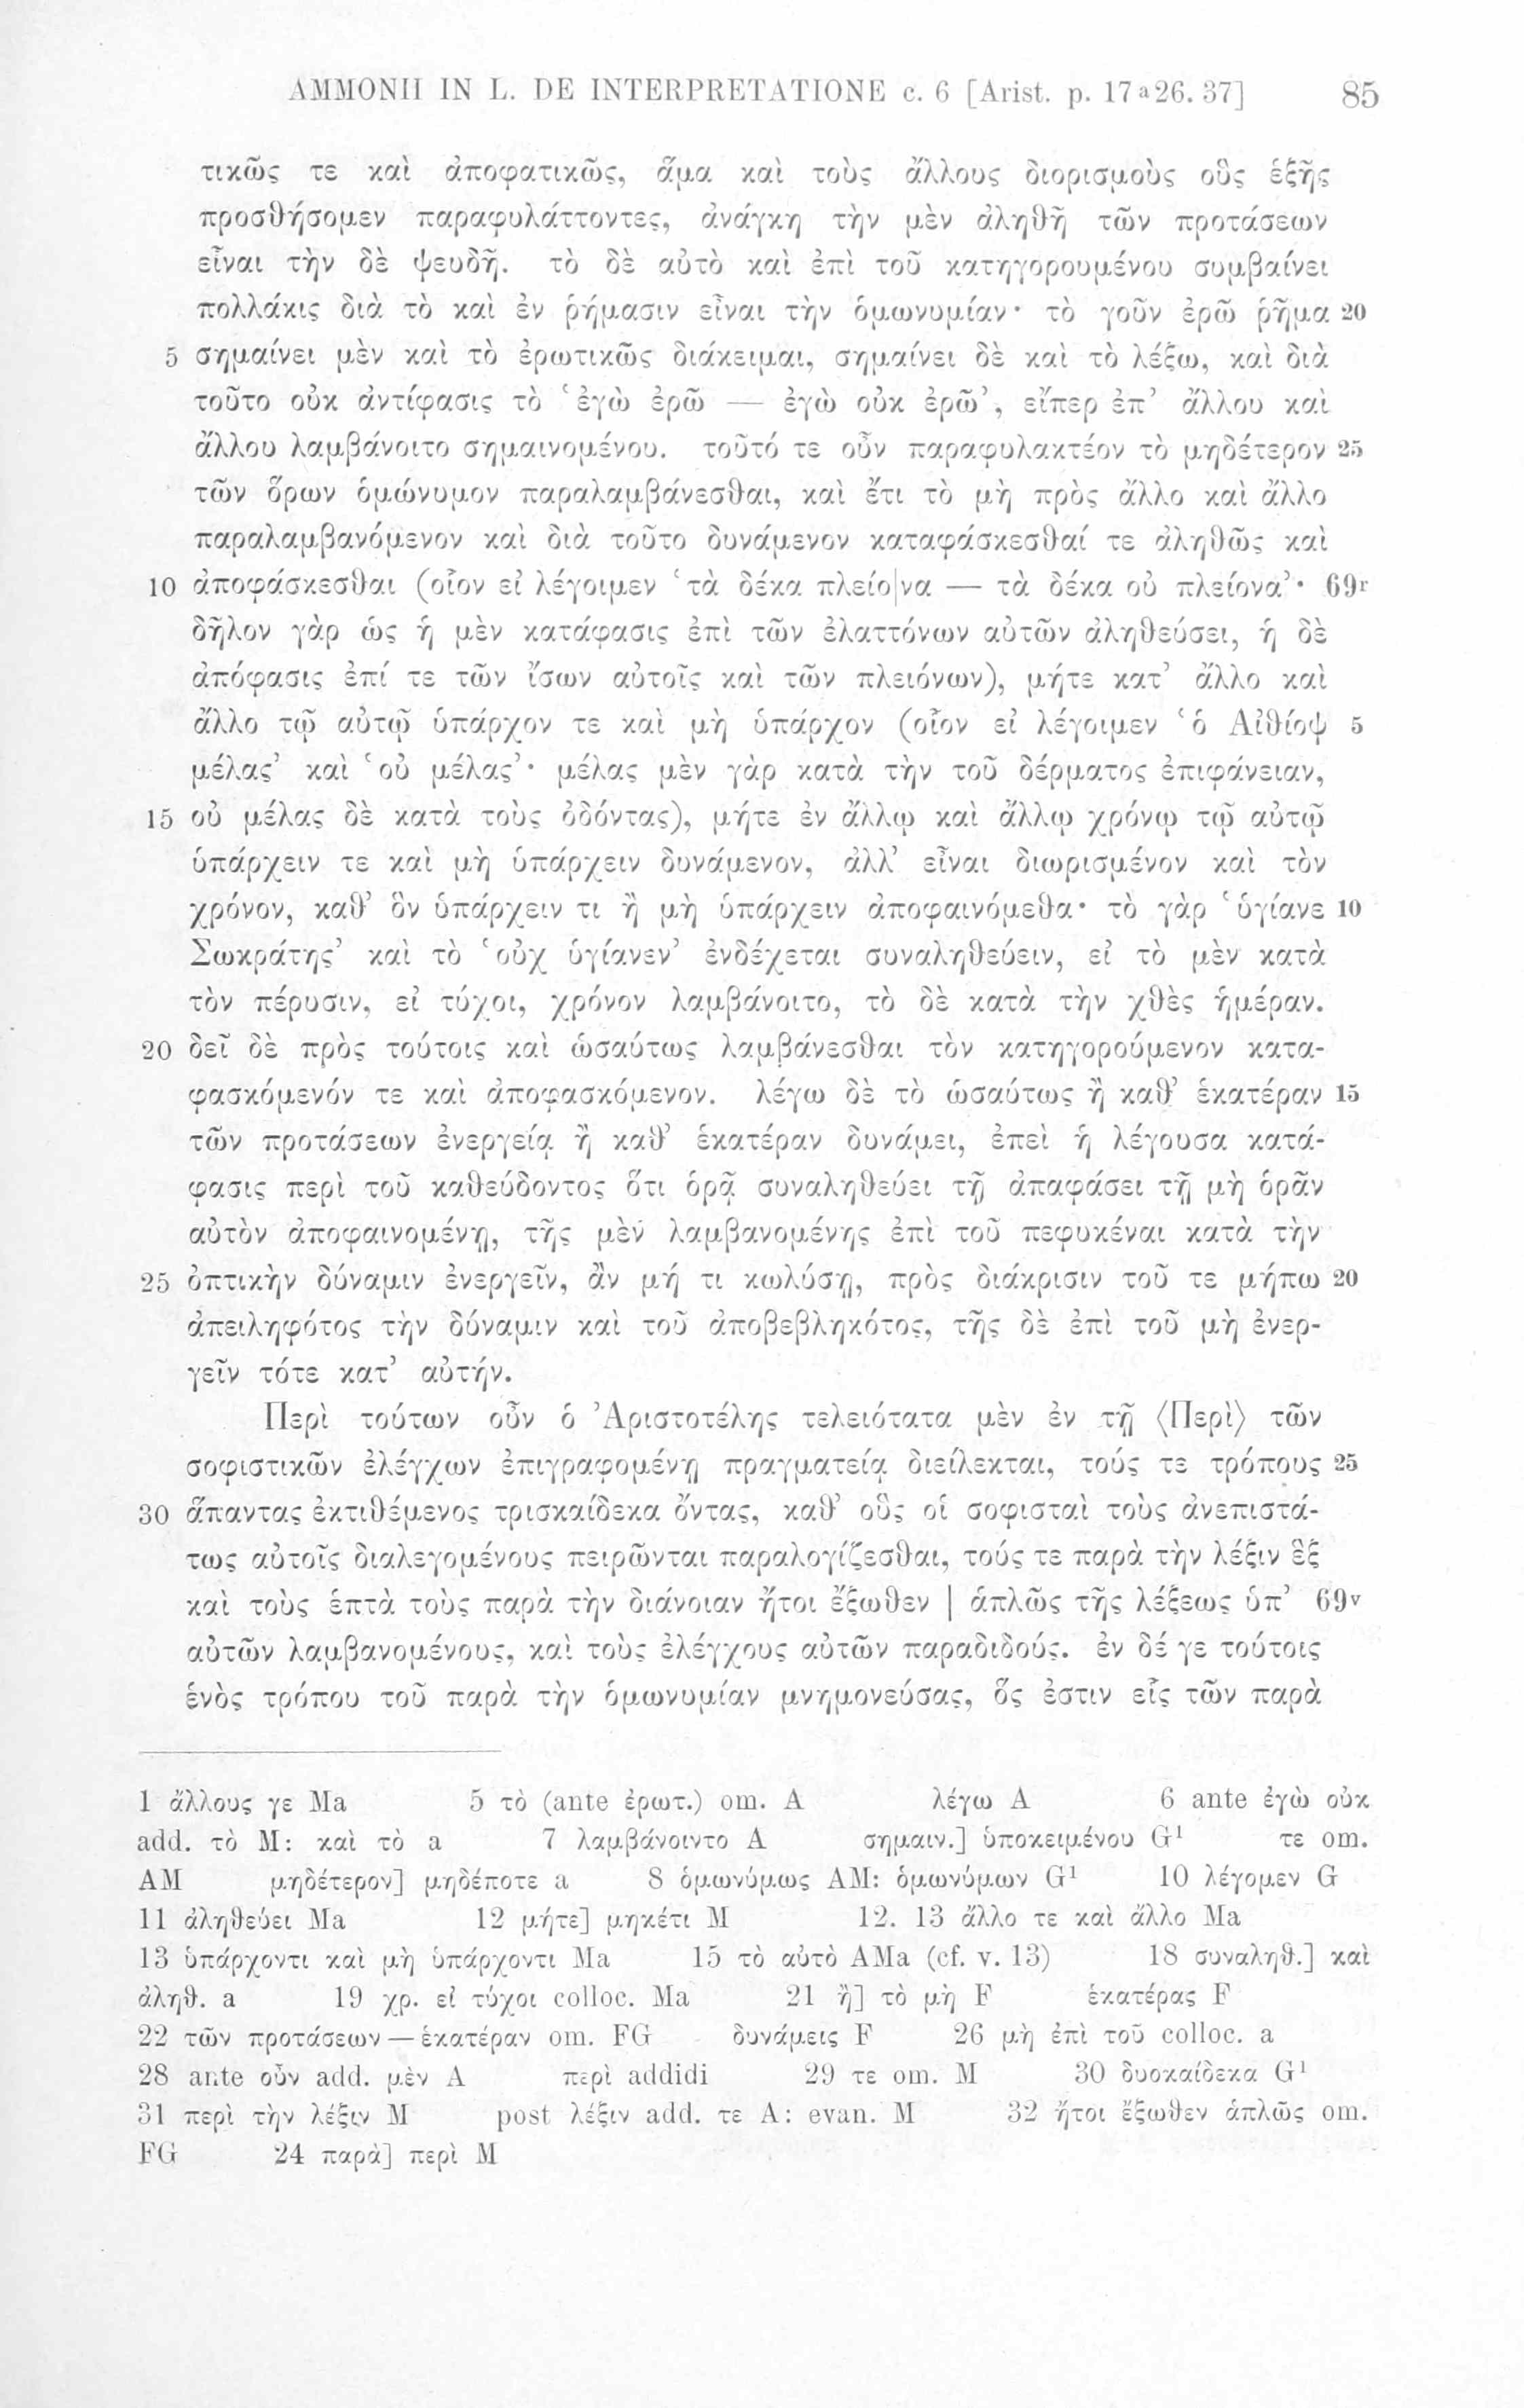 AMMONII IN L. DE INTERPRETATIONE c. 6 [Arist. p. 17 a 26. 37] 85
τικῶς τε καὶ ἀποφατικῶς, ἅμα καὶ τοὺς ἄλλους διορισμοὺς οὓς ἑξῆς
προσθήσομεν παραφυλάττοντες, ἀνάγκη τὴν μὲν ἀληθῆ τῶν προτάσεων
εἶναι τὴν δὲ ψευδῆ. τὸ δὲ αὐτὸ καὶ ἐπὶ τοῦ κατηγορουμένου συμβαίνει
πολλάκις διὰ τὸ καὶ ἐν ῥήμασιν εἶναι τὴν ὁμωνυμίαν· τὸ γοῦν ἐρῶ ῥῆμα 20
5 σημαίνει μὲν καὶ τὸ ἐρωτικῶς διάκειμαι, σημαίνει δὲ καὶ τὸ λέξω, καὶ διὰ
τοῦτο οὐκ ἀντίφασις τὸ ‘ἐγὼ ἐρῶ — ἐγὼ οὐκ ἐρῶ’, εἴπερ ἐπ’ ἄλλου καὶ
ἄλλου λαμβάνοιτο σημαινομένου. τοῦτό τε οὖν παραφυλακτέον τὸ μηδέτερον 25
τῶν ὅρων ὁμώνυμον παραλαμβάνεσθαι, καὶ ἔτι τὸ μὴ πρὸς ἄλλο καὶ ἄλλο
παραλαμβανόμενον καὶ διὰ τοῦτο δυνάμενον καταφάσκεσθαί τε ἀληθῶς καὶ
10 ἀποφάσκεσθαι (οἷον εἰ λέγοιμεν ‘τὰ δέκα πλείο|να — τὰ δέκα οὐ πλείονα’· 69r
δῆλον γὰρ ὡς ἡ μὲν κατάφασις ἐπὶ τῶν ἐλαττόνων αὐτῶν ἀληθεύσει, ἡ δὲ
ἀπόφασις ἐπί τε τῶν ἴσων αὐτοῖς καὶ τῶν πλειόνων), μήτε κατ’ ἄλλο καὶ
ἄλλο τῷ αὐτῷ ὑπάρχον τε καὶ μὴ ὑπάρχον (οἷον εἰ λέγοιμεν ‘ὁ Αἰθίοψ 5
μέλας’ καὶ ‘οὐ μέλας’· μέλας μὲν γὰρ κατὰ τὴν τοῦ δέρματος ἐπιφάνειαν,
15 οὐ μέλας δὲ κατὰ τοὺς ὀδόντας), μήτε ἐν ἄλλῳ καὶ ἄλλῳ χρόνῳ τῷ αὐτῷ
ὑπάρχειν τε καὶ μὴ ὑπάρχειν δυνάμενον, ἀλλ’ εἶναι διωρισμένον καὶ τὸν
χρόνον, καθ’ ὃν ὑπάρχειν τι ἢ μὴ ὑπάρχειν ἀποφαινόμεθα· τὸ γὰρ ‘ὑγίανε 10
Σωκράτης’ καὶ τὸ ‘οὐχ ὑγίανεν’ ἐνδέχεται συναληθεύειν, εἰ τὸ μὲν κατὰ
τὸν πέρυσιν, εἰ τύχοι, χρόνον λαμβάνοιτο, τὸ δὲ κατὰ τὴν χθὲς ἡμέραν.
20 δεῖ δὲ πρὸς τούτοις καὶ ὡσαύτως λαμβάνεσθαι τὸν κατηγορούμενον κατα-
φασκόμενόν τε καὶ ἀποφασκόμενον. λέγω δὲ τὸ ὡσαύτως ἢ καθ’ ἑκατέραν 15
τῶν προτάσεων ἐνεργείᾳ ἢ καθ’ ἑκατέραν δυνάμει, ἐπεὶ ἡ λέγουσα κατά-
φασις περὶ τοῦ καθεύδοντος ὅτι ὁρᾷ συναληθεύει τῇ ἀπαφάσει τῇ μὴ ὁρᾶν
αὐτὸν ἀποφαινομένῃ, τῆς μὲν λαμβανομένης ἐπὶ τοῦ πεφυκέναι κατὰ τὴν
25 ὀπτικὴν δύναμιν ἐνεργεῖν, ἂν μή τι κωλύσῃ, πρὸς διάκρισιν τοῦ τε μήπω 20
ἀπειληφότος τὴν δύναμιν καὶ τοῦ ἀποβεβληκότος, τῆς δὲ ἐπὶ τοῦ μὴ ἐνερ-
γεῖν τότε κατ’ αὐτήν.
Περὶ τούτων οὖν ὁ Ἀριστοτέλης τελειότατα μὲν ἐν τῇ ⟨Περὶ⟩ τῶν
σοφιστικῶν ἐλέγχων ἐπιγραφομένῃ πραγματείᾳ διείλεκται, τούς τε τρόπους 25
30 ἅπαντας ἐκτιθέμενος τρισκαίδεκα ὄντας, καθ’ οὓς οἱ σοφισταὶ τοὺς ἀνεπιστά-
τως αὐτοῖς διαλεγομένους πειρῶνται παραλογίζεσθαι, τούς τε παρὰ τὴν λέξιν ἓξ
καὶ τοὺς ἑπτὰ τοὺς παρὰ τὴν διάνοιαν ἤτοι ἔξωθεν | ἁπλῶς τῆς λέξεως ὑπ’ 69v
αὐτῶν λαμβανομένους, καὶ τοὺς ἐλέγχους αὐτῶν παραδιδούς. ἐν δέ γε τούτοις
ἑνὸς τρόπου τοῦ παρὰ τὴν ὁμωνυμίαν μνημονεύσας, ὅς ἐστιν εἷς τῶν παρὰ
1 ἄλλους γε Ma 5 τὸ (ante ἐρωτ.) om. A λέγω A 6 ante ἐγὼ οὐκ
add. τὸ M: καὶ τὸ a 7 λαμβάνοιντο A σημαιν.] ὑποκειμένου G¹ τε om.
AM μηδέτερον] μηδέποτε a 8 ὁμωνύμως AM: ὁμωνύμων G¹ 10 λέγομεν G
11 ἀληθεύει Ma 12 μήτε] μηκέτι M 12. 13 ἄλλο τε καὶ ἄλλο Ma
13 ὑπάρχοντι καὶ μὴ ὑπάρχοντι Ma 15 τὸ αὐτὸ AMa (cf. v. 13) 18 συναληθ.] καὶ
ἀληθ. a 19 χρ. εἰ τύχοι colloc. Ma 21 ἢ] τὸ μὴ F ἑκατέρας F
22 τῶν προτάσεων — ἑκατέραν om. FG δυνάμεις F 26 μὴ ἐπὶ τοῦ colloc. a
28 ante οὖν add. μὲν A περὶ addidi 29 τε om. M 30 δυοκαίδεκα G¹
31 περὶ τὴν λέξιν M post λέξιν add. τε A: evan. M 32 ἤτοι ἔξωθεν ἁπλῶς om.
FG 24 παρὰ] περὶ M